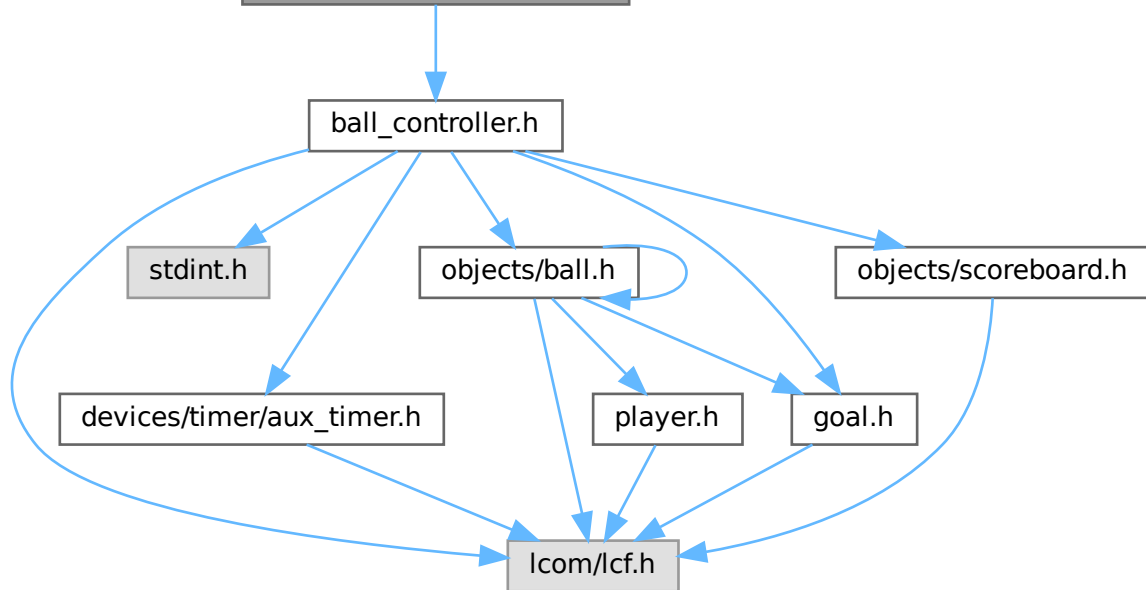 ball_controller.h
stdint.h
objects/ball.h
objects/scoreboard.h
devices/timer/aux_timer.h
player.h
goal.h
lcom/lcf.h